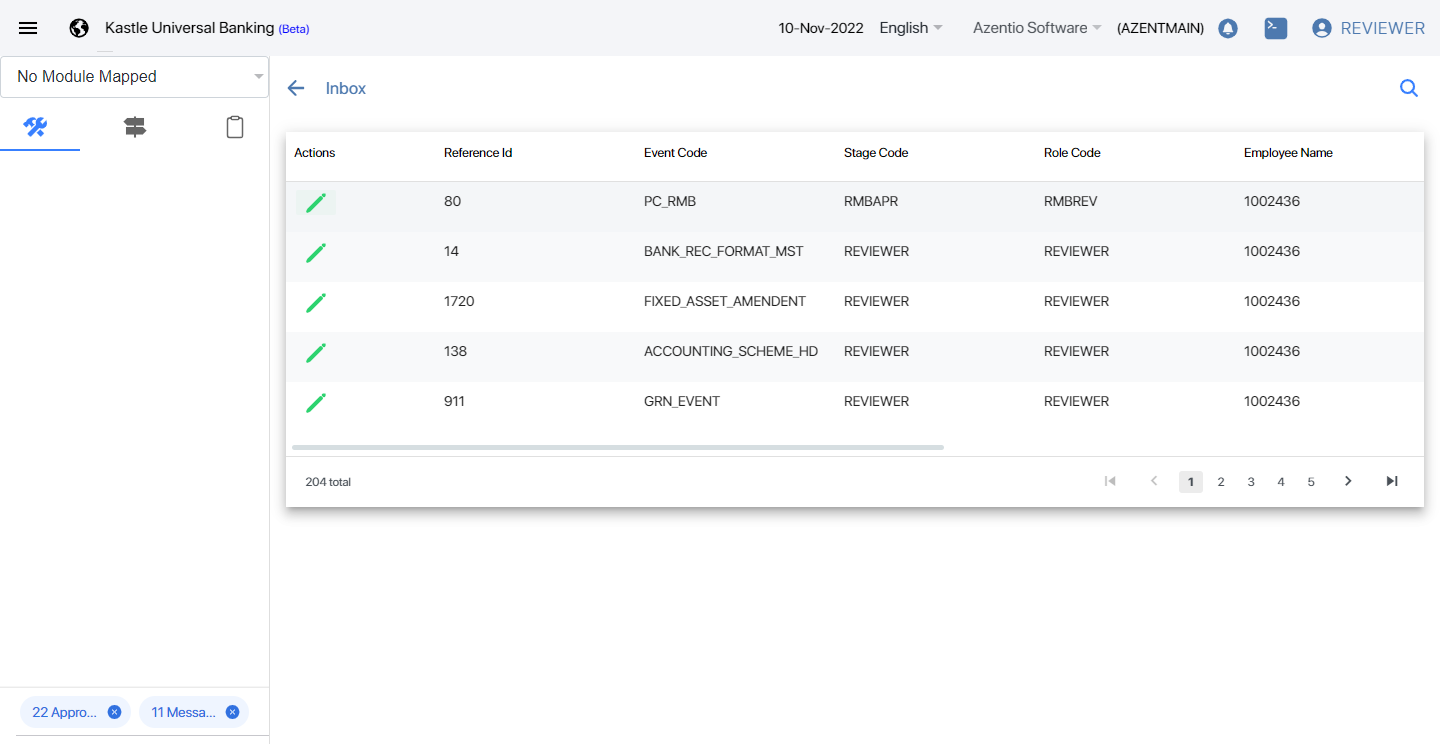 Kastle Universal Banking (Beta) 10-Nov-2022 English Azentio Software (AZENTMAIN) REVIEWER
No Module Mapped
Inbox
Actions Reference Id Event Code Stage Code Role Code Employee Name
80 PC_RMB RMBAPR RMBREV 1002436
14 BANK_REC_FORMAT_MST REVIEWER REVIEWER 1002436
1720 FIXED_ASSET_AMENDENT REVIEWER REVIEWER 1002436
138 ACCOUNTING_SCHEME_HD REVIEWER REVIEWER 1002436
911 GRN_EVENT REVIEWER REVIEWER 1002436
204 total 1 2 3 4 5
22 Appro... 11 Messa...